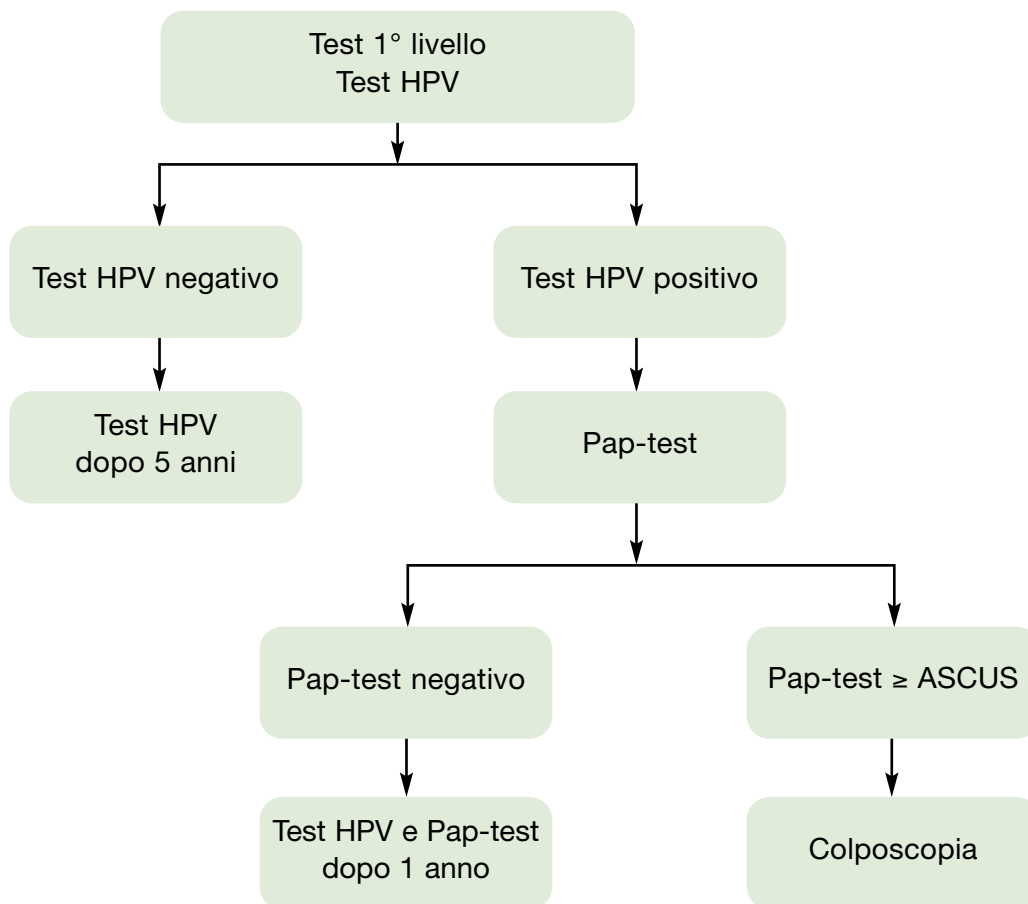 Test 1° livello
Test HPV
Test HPV negativo
Test HPV positivo
Test HPV
dopo 5 anni
Pap-test
Pap-test negativo
Pap-test ≥ ASCUS
Test HPV e Pap-test
dopo 1 anno
Colposcopia